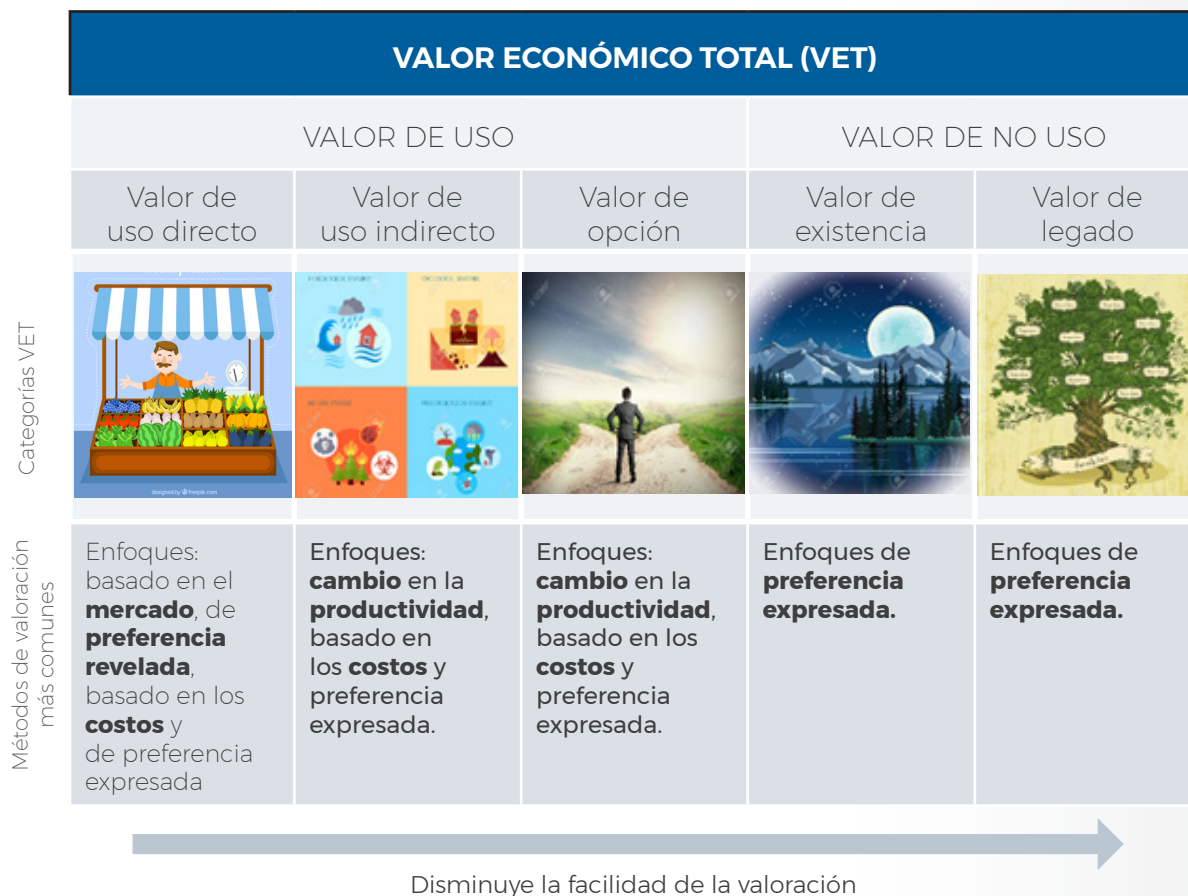 VALOR ECONÓMICO TOTAL (VET)
VALOR DE USO
VALOR DE NO USO
Valor de
uso directo
Valor de
uso indirecto
Valor de
opción
Valor de
existencia
Valor de
legado
Categorías VET
designed by freepik.com
Métodos de valoración
más comunes
Enfoques:
basado en el
mercado, de
preferencia
revelada,
basado en los
costos y
de preferencia
expresada
Enfoques:
cambio en la
productividad,
basado en
los costos y
preferencia
expresada.
Enfoques:
cambio en la
productividad,
basado en los
costos y
preferencia
expresada.
Enfoques de
preferencia
expresada.
Enfoques de
preferencia
expresada.
Disminuye la facilidad de la valoración